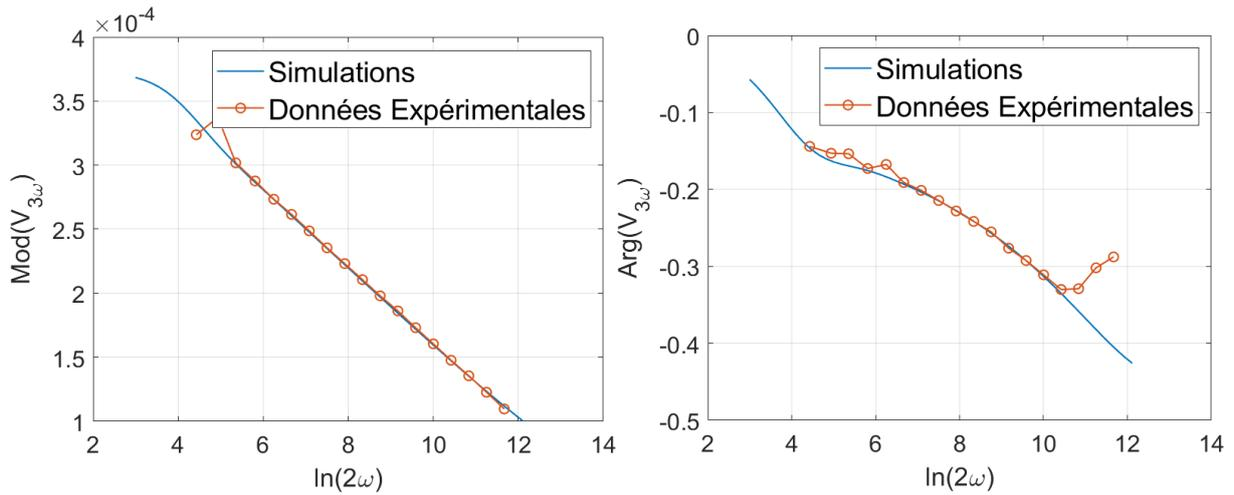 ×10⁻⁴
4
3.5
3
2.5
2
1.5
1
Mod(V₃ω)
Simulations
Données Expérimentales
2 4 6 8 10 12 14
ln(2ω)
0
-0.1
-0.2
-0.3
-0.4
-0.5
Arg(V₃ω)
Simulations
Données Expérimentales
2 4 6 8 10 12 14
ln(2ω)